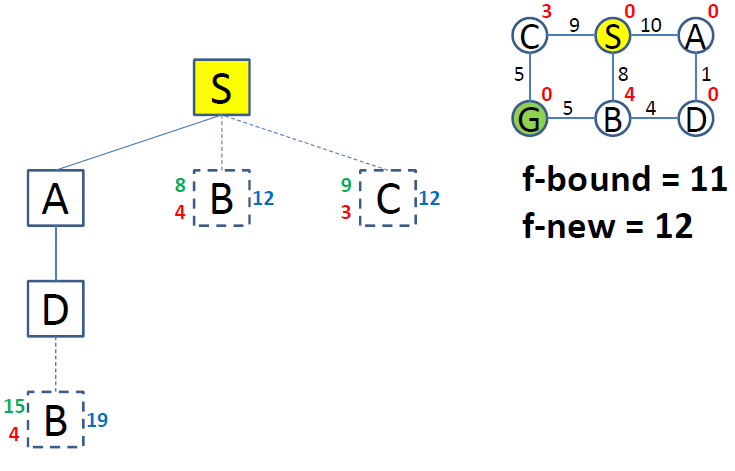 3 0 0
C 9 S 10 A
5 8 1
0 4 0
G 5 B 4 D
f-bound = 11
f-new = 12
S
A
8 4 B 12
9 3 C 12
D
15 4 B 19